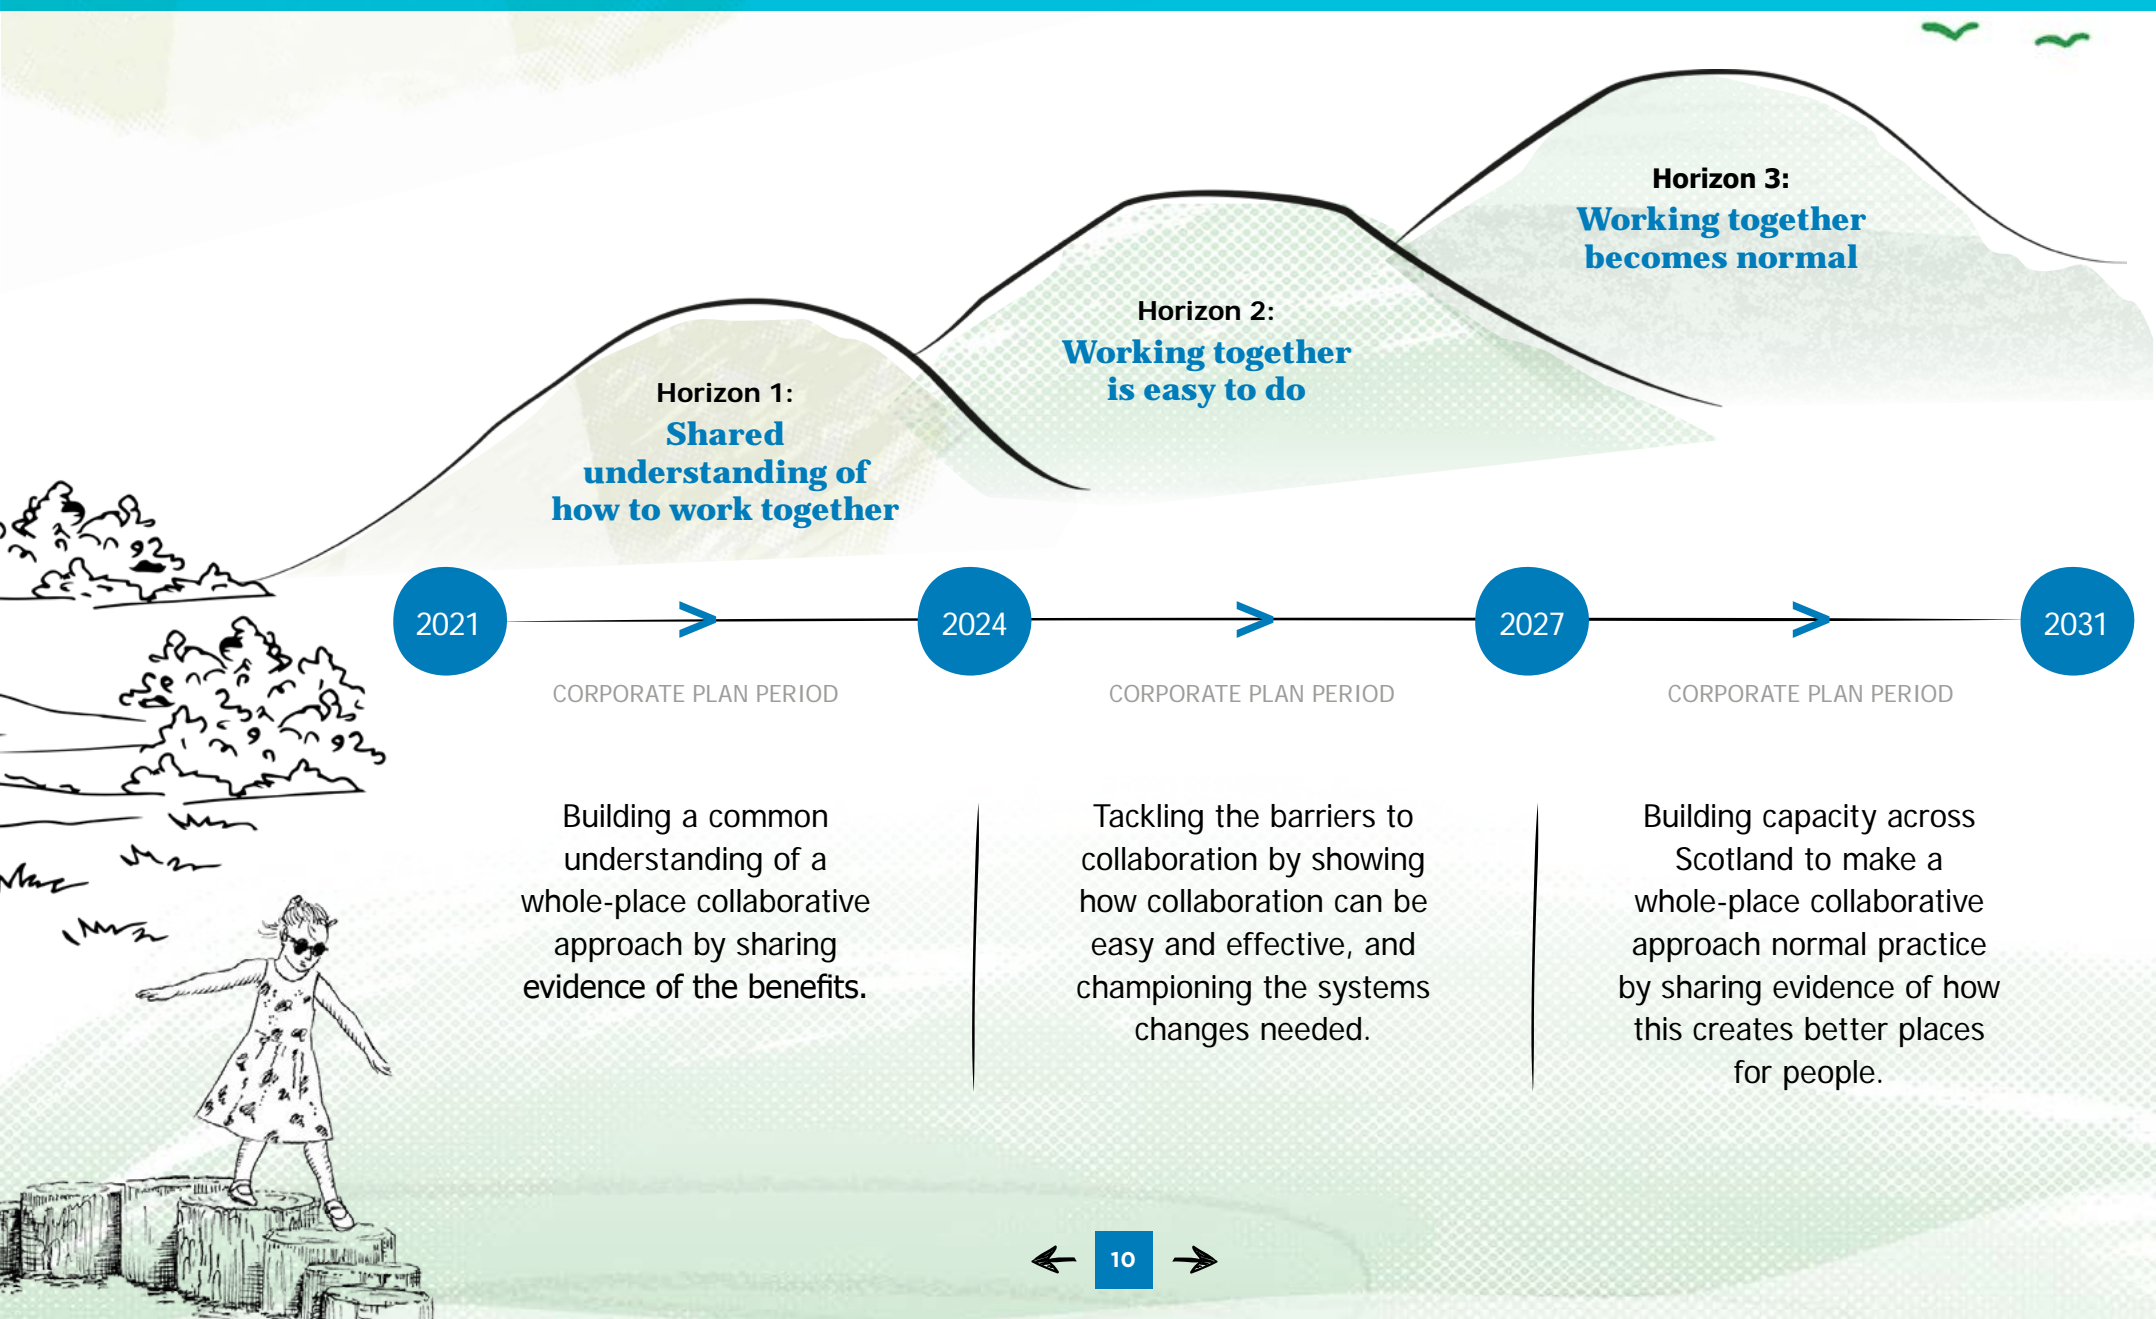 Horizon 1:
Shared
understanding of
how to work together
Horizon 2:
Working together
is easy to do
Horizon 3:
Working together
becomes normal
2021
>
2024
>
2027
>
2031
CORPORATE PLAN PERIOD
CORPORATE PLAN PERIOD
CORPORATE PLAN PERIOD
Building a common
understanding of a
whole-place collaborative
approach by sharing
evidence of the benefits.
Tackling the barriers to
collaboration by showing
how collaboration can be
easy and effective, and
championing the systems
changes needed.
Building capacity across
Scotland to make a
whole-place collaborative
approach normal practice
by sharing evidence of how
this creates better places
for people.
10